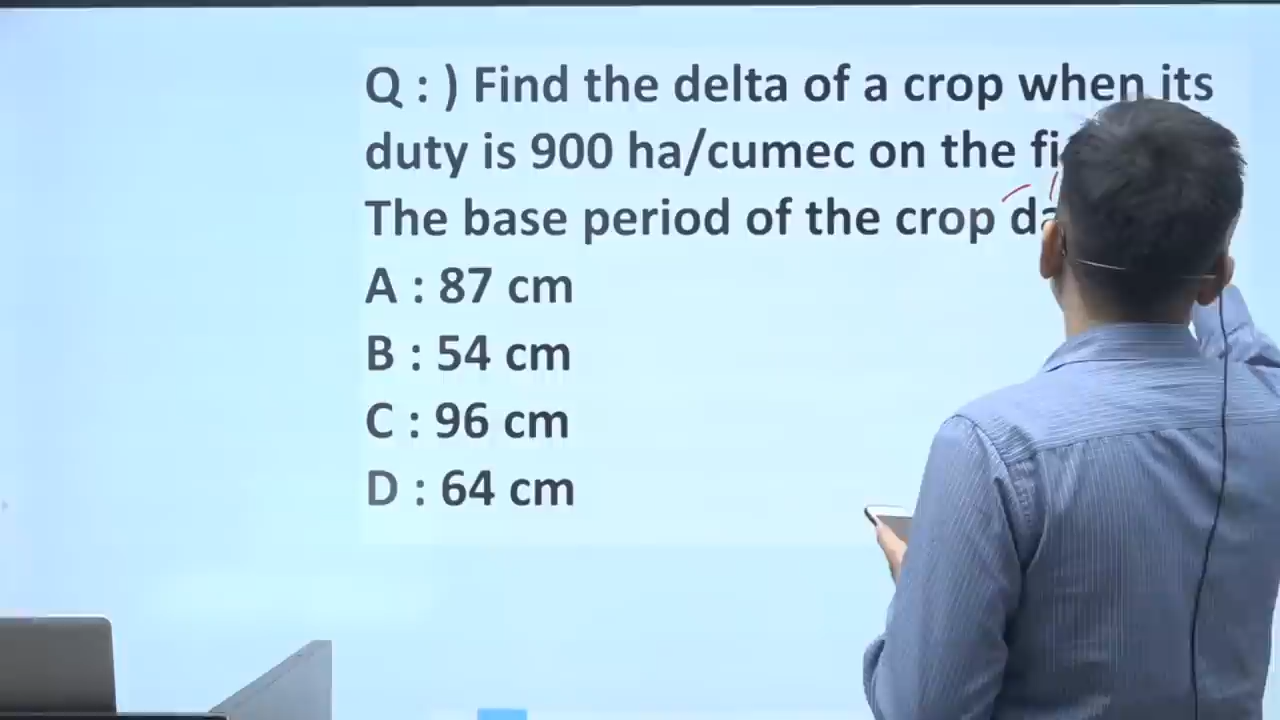 Q : ) Find the delta of a crop when its
duty is 900 ha/cumec on the
The base period of the crop
A : 87 cm
B : 54 cm
C : 96 cm
D : 64 cm